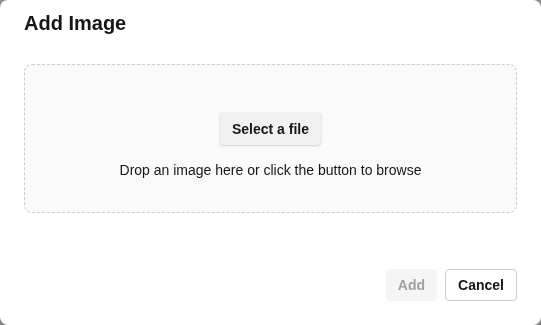 Add Image
Select a file
Drop an image here or click the button to browse
Add
Cancel